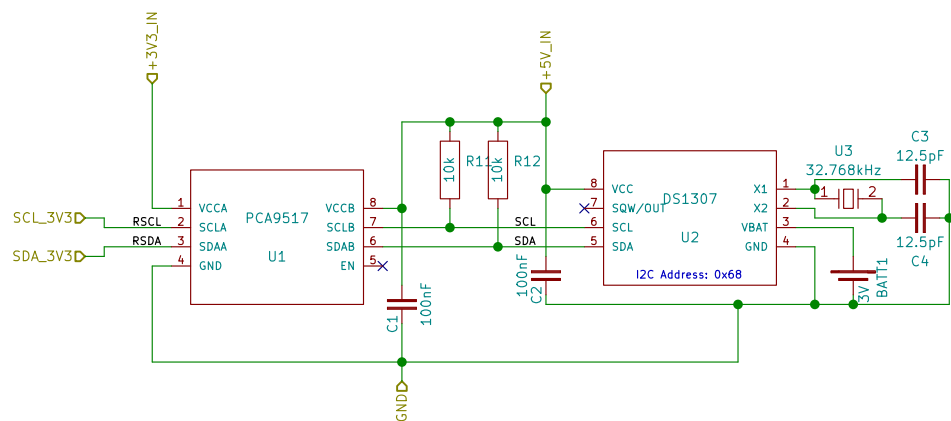 +3V3_IN
+5V_IN
SCL_3V3
SDA_3V3
RSCL
RSDA
1
2
3
4
VCCA
SCLA
SDAA
GND
PCA9517
U1
VCCB
SCLB
SDAB
EN
8
7
6
5
10k
R11
10k
R12
SCL
SDA
C1
100nF
GND
C2
100nF
8
7
6
5
VCC
SQW/OUT
SCL
SDA
DS1307
U2
I2C Address: 0x68
X1
X2
VBAT
GND
1
2
3
4
U3
32.768kHz
1
2
C3
12.5pF
12.5pF
C4
3V
BATT1